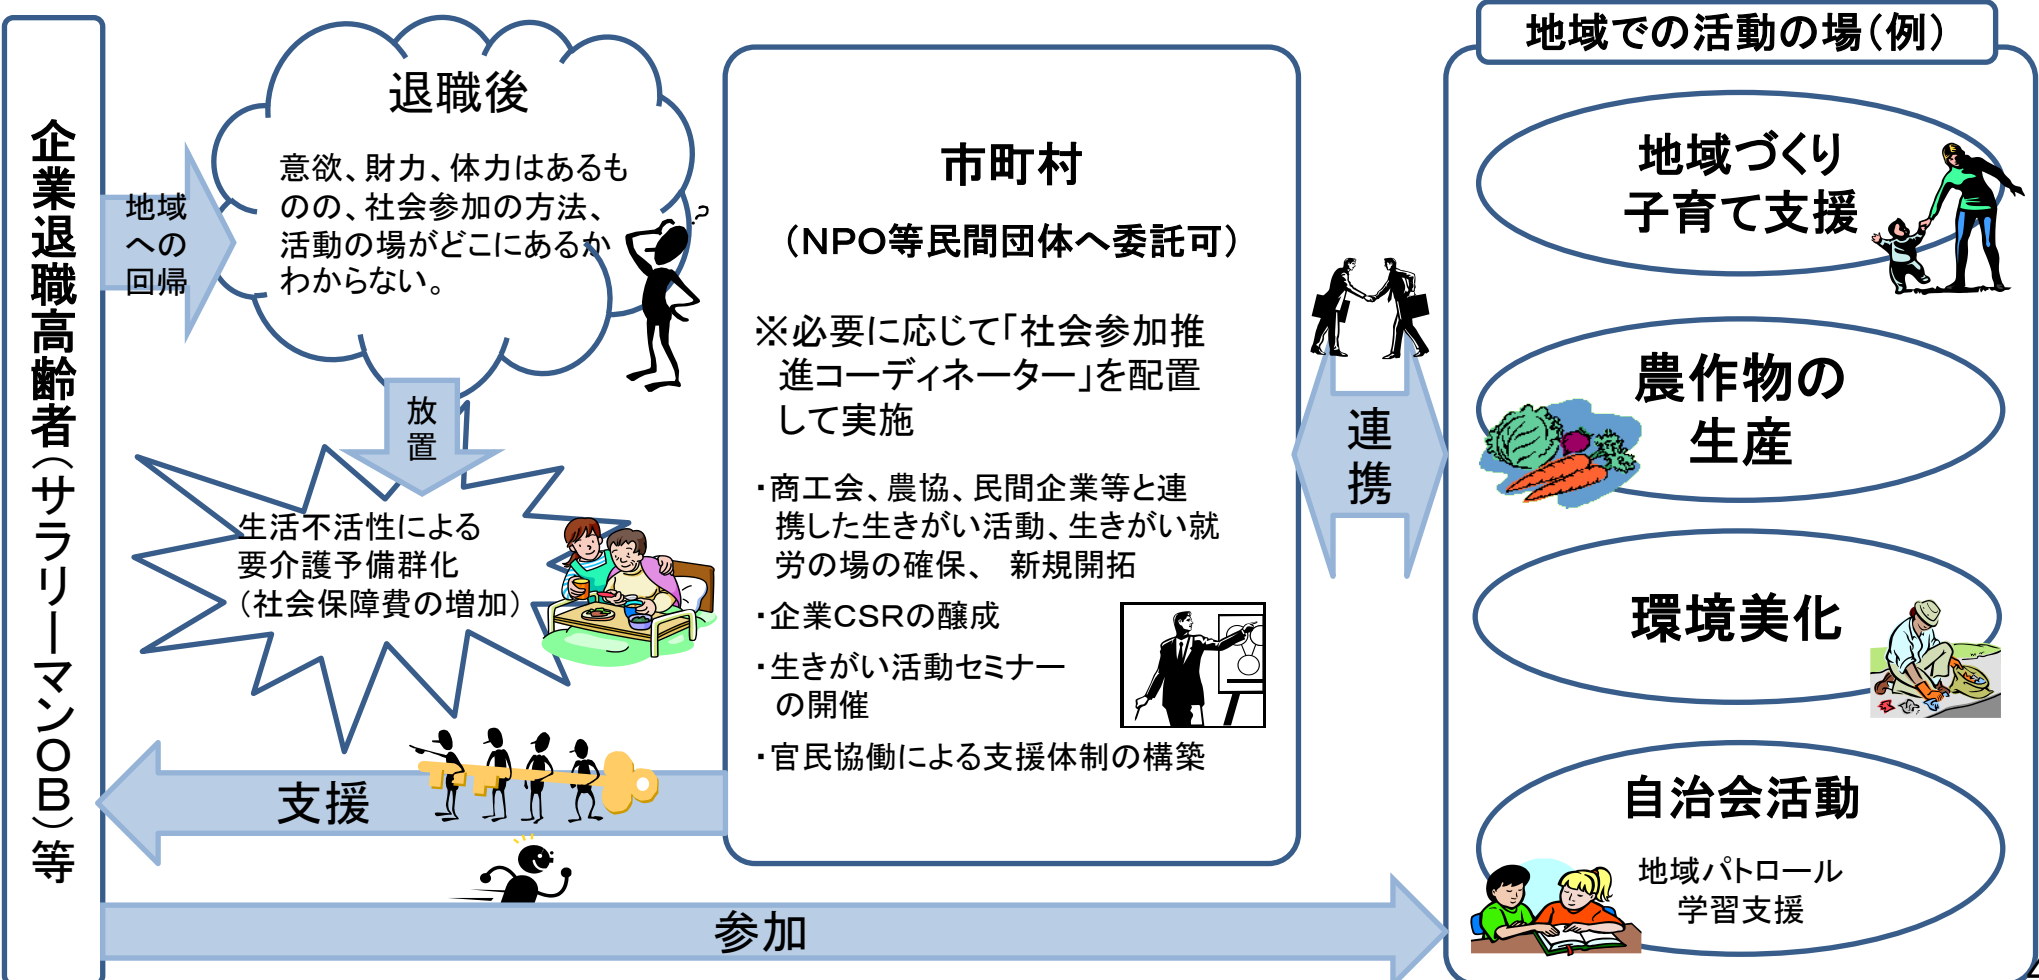 企業退職高齢者(サラリーマンOB)等
地域
への
回帰
退職後
意欲、財力、体力はあるも
のの、社会参加の方法、
活動の場がどこにあるか
わからない。
放
置
生活不活性による
要介護予備群化
(社会保障費の増加)
支援
参加
市町村
(NPO等民間団体へ委託可)
※必要に応じて「社会参加推
進コーディネーター」を配置
して実施
・商工会、農協、民間企業等と連
携した生きがい活動、生きがい就
労の場の確保、 新規開拓
・企業CSRの醸成
・生きがい活動セミナー
の開催
・官民協働による支援体制の構築
連
携
地域での活動の場(例)
地域づくり
子育て支援
農作物の
生産
環境美化
自治会活動
地域パトロール
学習支援